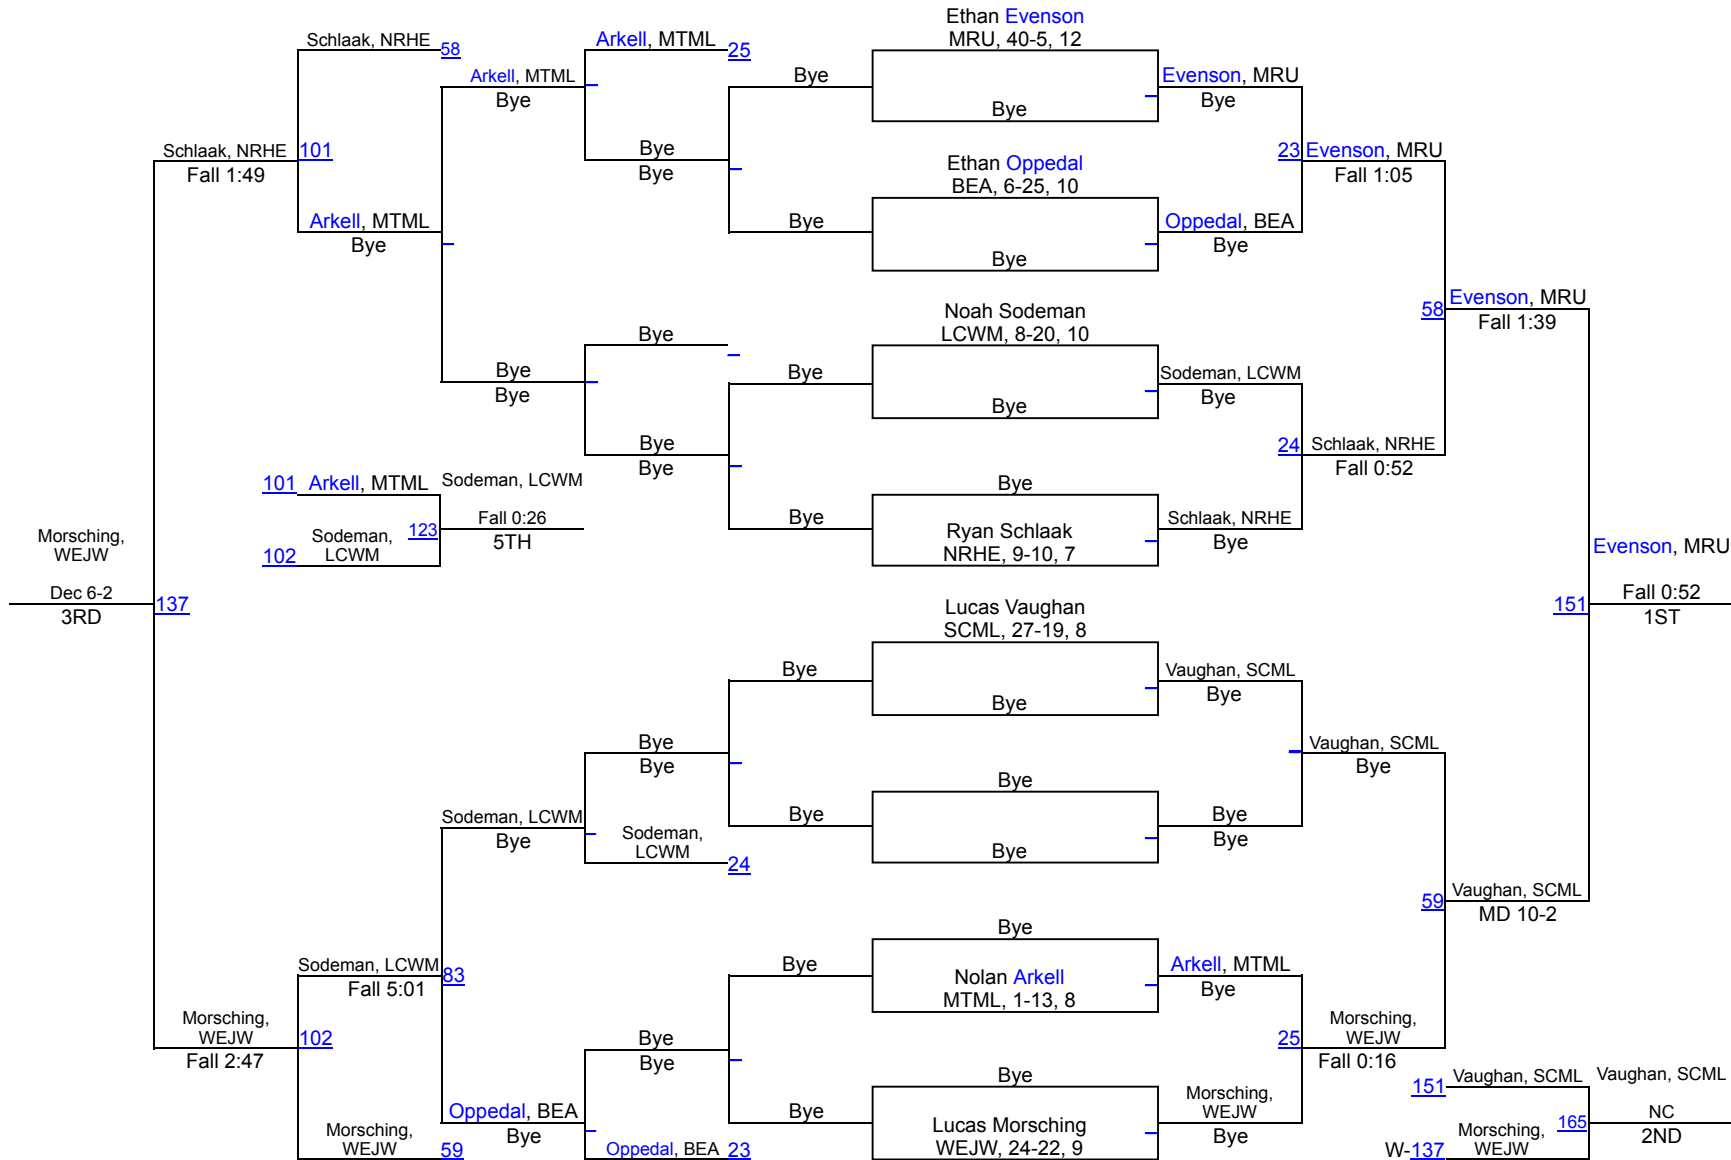 Ethan Evenson
MRU, 40-5, 12
Schlaak, NRHE
58
Arkell, MTML
25
Arkell, MTML
Bye
Bye
Evenson, MRU
Bye
Bye
Schlaak, NRHE
101
Fall 1:49
Bye
Bye
Ethan Oppedal
BEA, 6-25, 10
23
Evenson, MRU
Fall 1:05
Arkell, MTML
Bye
Bye
Oppedal, BEA
Bye
Bye
Noah Sodeman
LCWM, 8-20, 10
58
Evenson, MRU
Fall 1:39
Bye
Bye
Bye
Bye
Sodeman, LCWM
Bye
Bye
Bye
Bye
24
Schlaak, NRHE
Fall 0:52
101
Arkell, MTML
Sodeman, LCWM
Bye
Fall 0:26
5TH
123
Sodeman,
LCWM
102
Bye
Ryan Schlaak
NRHE, 9-10, 7
Schlaak, NRHE
Bye
Morsching,
WEJW
Dec 6-2
3RD
137
Evenson, MRU
Fall 0:52
1ST
151
Lucas Vaughan
SCML, 27-19, 8
Bye
Vaughan, SCML
Bye
Bye
Bye
Bye
Vaughan, SCML
Bye
Bye
Sodeman, LCWM
Bye
Sodeman,
LCWM
24
Bye
Bye
Bye
Bye
59
Vaughan, SCML
MD 10-2
Bye
Sodeman, LCWM
83
Fall 5:01
Bye
Nolan Arkell
MTML, 1-13, 8
Arkell, MTML
Bye
Morsching,
WEJW
102
Fall 2:47
Bye
Bye
25
Morsching,
WEJW
Fall 0:16
Bye
151
Vaughan, SCML
Vaughan, SCML
Oppedal, BEA
Bye
Bye
Lucas Morsching
WEJW, 24-22, 9
Morsching,
WEJW
Bye
NC
2ND
165
Morsching,
WEJW
59
Oppedal, BEA
23
W-137
Morsching,
WEJW